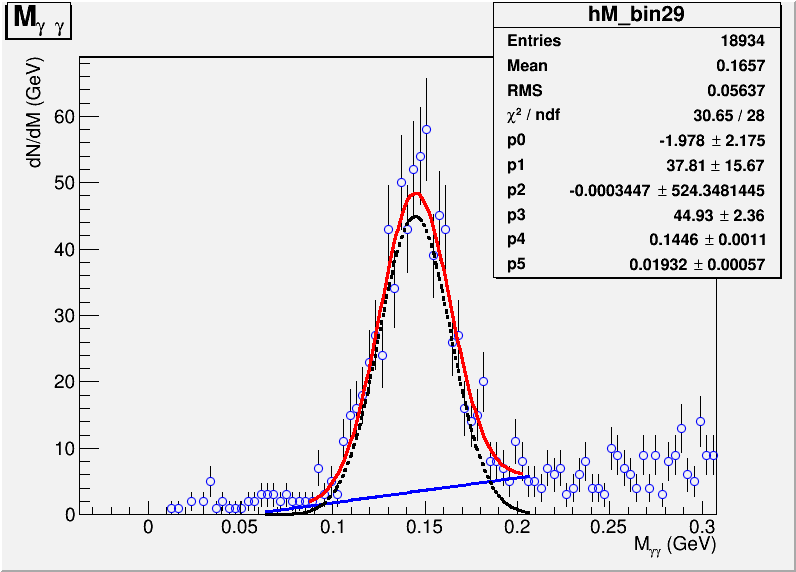 Mγ γ
hM_bin29
Entries 18934
Mean 0.1657
RMS 0.05637
χ² / ndf 30.65 / 28
p0 -1.978 ± 2.175
p1 37.81 ± 15.67
p2 -0.0003447 ± 524.3481445
p3 44.93 ± 2.36
p4 0.1446 ± 0.0011
p5 0.01932 ± 0.00057
dN/dM (GeV)
60
50
40
30
20
10
0
0 0.05 0.1 0.15 0.2 0.25 0.3
Mγγ (GeV)